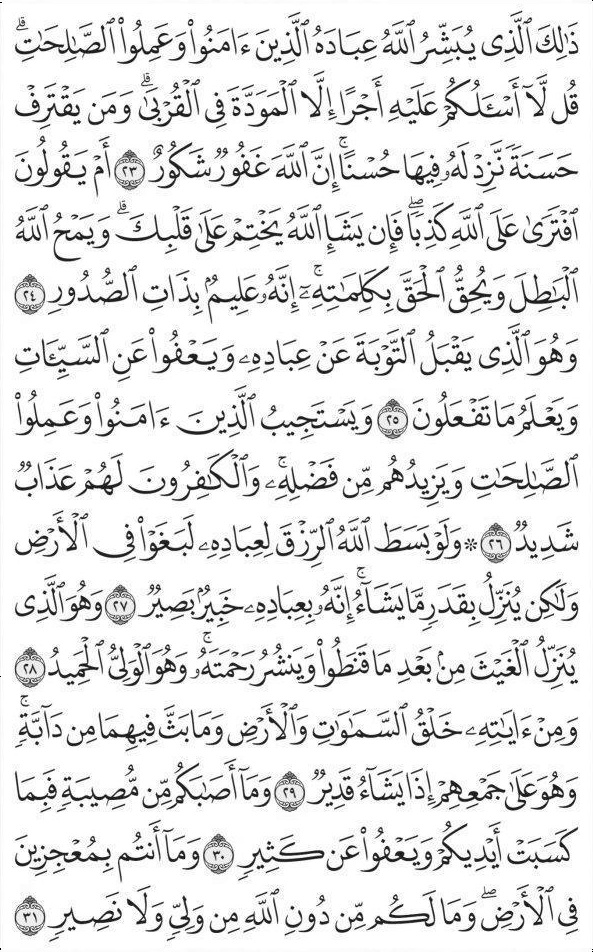 ذَٰلِكَ ٱلَّذِى يُبَشِّرُ ٱللَّهُ عِبَادَهُ ٱلَّذِينَ ءَامَنُوا۟ وَعَمِلُوا۟ ٱلصَّٰلِحَٰتِ ۗ
قُل لَّآ أَسْـَٔلُكُمْ عَلَيْهِ أَجْرًا إِلَّا ٱلْمَوَدَّةَ فِى ٱلْقُرْبَىٰ ۗ وَمَن يَقْتَرِفْ
حَسَنَةً نَّزِدْ لَهُۥ فِيهَا حُسْنًا ۚ إِنَّ ٱللَّهَ غَفُورٌ شَكُورٌ ٢٣ أَمْ يَقُولُونَ
ٱفْتَرَىٰ عَلَى ٱللَّهِ كَذِبًا ۖ فَإِن يَشَإِ ٱللَّهُ يَخْتِمْ عَلَىٰ قَلْبِكَ ۗ وَيَمْحُ ٱللَّهُ
ٱلْبَٰطِلَ وَيُحِقُّ ٱلْحَقَّ بِكَلِمَٰتِهِۦٓ ۚ إِنَّهُۥ عَلِيمٌۢ بِذَاتِ ٱلصُّدُورِ ٢٤
وَهُوَ ٱلَّذِى يَقْبَلُ ٱلتَّوْبَةَ عَنْ عِبَادِهِۦ وَيَعْفُوا۟ عَنِ ٱلسَّيِّـَٔاتِ
وَيَعْلَمُ مَا تَفْعَلُونَ ٢٥ وَيَسْتَجِيبُ ٱلَّذِينَ ءَامَنُوا۟ وَعَمِلُوا۟
ٱلصَّٰلِحَٰتِ وَيَزِيدُهُم مِّن فَضْلِهِۦ ۚ وَٱلْكَٰفِرُونَ لَهُمْ عَذَابٌ
شَدِيدٌ ٢٦ ۞ وَلَوْ بَسَطَ ٱللَّهُ ٱلرِّزْقَ لِعِبَادِهِۦ لَبَغَوْا۟ فِى ٱلْأَرْضِ
وَلَٰكِن يُنَزِّلُ بِقَدَرٍ مَّا يَشَآءُ ۚ إِنَّهُۥ بِعِبَادِهِۦ خَبِيرٌۢ بَصِيرٌ ٢٧ وَهُوَ ٱلَّذِى
يُنَزِّلُ ٱلْغَيْثَ مِنۢ بَعْدِ مَا قَنَطُوا۟ وَيَنشُرُ رَحْمَتَهُۥ ۚ وَهُوَ ٱلْوَلِىُّ ٱلْحَمِيدُ ٢٨
وَمِنْ ءَايَٰتِهِۦ خَلْقُ ٱلسَّمَٰوَٰتِ وَٱلْأَرْضِ وَمَا بَثَّ فِيهِمَا مِن دَآبَّةٍ ۚ
وَهُوَ عَلَىٰ جَمْعِهِمْ إِذَا يَشَآءُ قَدِيرٌ ٢٩ وَمَآ أَصَٰبَكُم مِّن مُّصِيبَةٍ فَبِمَا
كَسَبَتْ أَيْدِيكُمْ وَيَعْفُوا۟ عَن كَثِيرٍ ٣٠ وَمَآ أَنتُم بِمُعْجِزِينَ
فِى ٱلْأَرْضِ ۖ وَمَا لَكُم مِّن دُونِ ٱللَّهِ مِن وَلِىٍّ وَلَا نَصِيرٍ ٣١